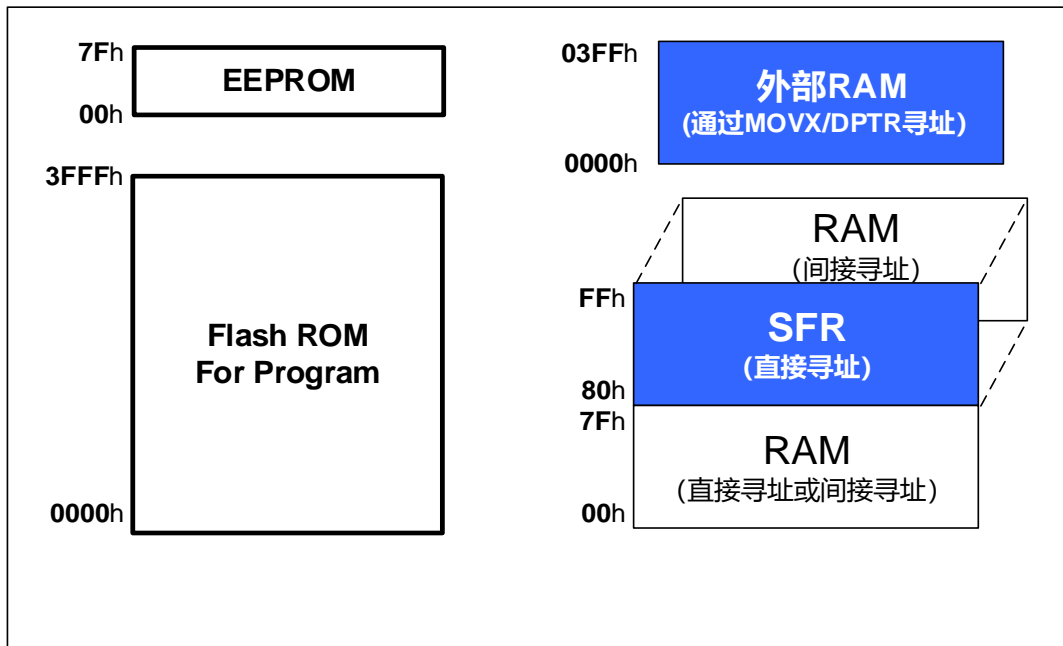 7Fh
EEPROM
00h
3FFFh
Flash ROM
For Program
0000h
03FFh
外部RAM
(通过MOVX/DPTR寻址)
0000h
RAM
(间接寻址)
FFh
SFR
(直接寻址)
80h
7Fh
RAM
(直接寻址或间接寻址)
00h